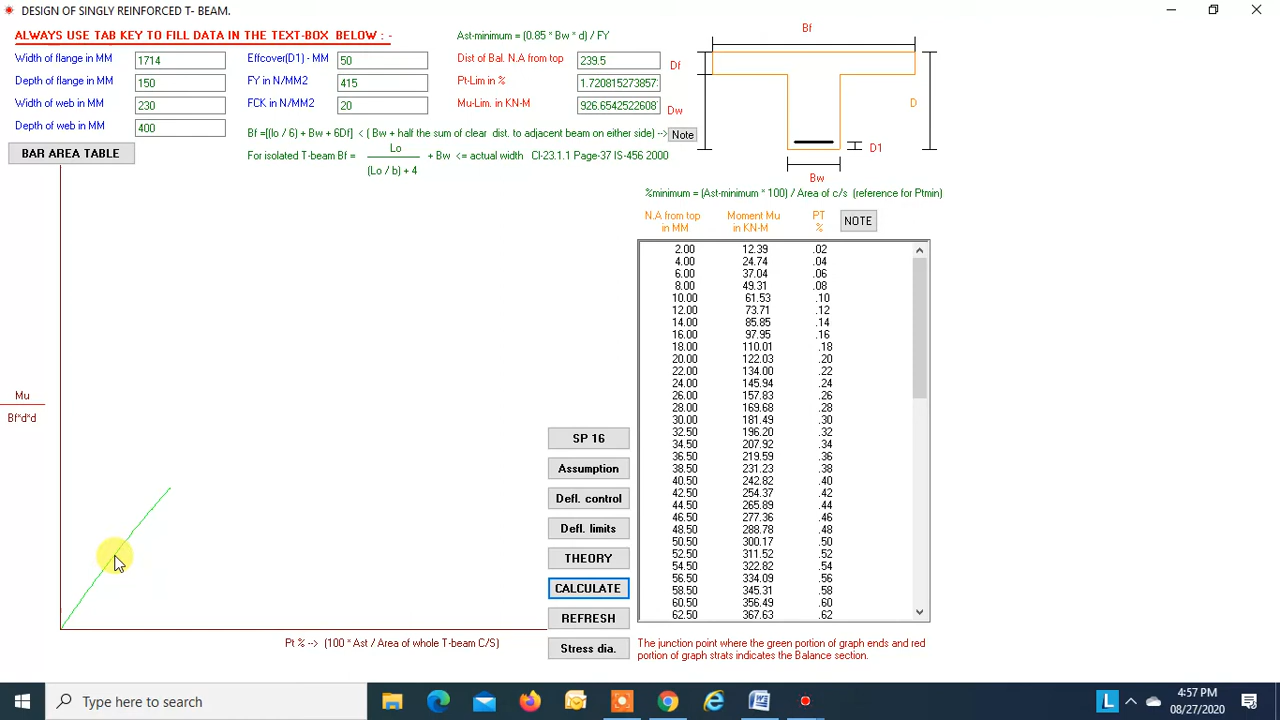 DESIGN OF SINGLY REINFORCED T- BEAM.
ALWAYS USE TAB KEY TO FILL DATA IN THE TEXT-BOX BELOW : -
Width of flange in MM 1714
Depth of flange in MM 150
Width of web in MM 230
Depth of web in MM 400
Effcover(D1) - MM 50
FY in N/MM2 415
FCK in N/MM2 20
Ast-minimum = (0.85 * Bw * d) / FY
Dist of Bal. N.A from top 239.5
Pt-Lim in % 1.720815273857
Mu-Lim. in KN-M 926.6542522608
Bf =[(lo / 6) + Bw + 6Df] < ( Bw + half the sum of clear dist. to adjacent beam on either side) --> Note
For isolated T-beam Bf = Lo + Bw <= actual width Cl-23.1.1 Page-37 IS-456 2000
(Lo / b) + 4
BAR AREA TABLE
Bf
Df
D
Dw
D1
Bw
%minimum = (Ast-minimum * 100) / Area of c/s (reference for Ptmin)
N.A from top Moment Mu PT NOTE
in MM in KN-M %
2.00 12.39 .02
4.00 24.74 .04
6.00 37.04 .06
8.00 49.31 .08
10.00 61.53 .10
12.00 73.71 .12
14.00 85.85 .14
16.00 97.95 .16
18.00 110.01 .18
20.00 122.03 .20
22.00 134.00 .22
24.00 145.94 .24
26.00 157.83 .26
28.00 169.68 .28
30.00 181.49 .30
32.50 196.20 .32
34.50 207.92 .34
36.50 219.59 .36
38.50 231.23 .38
40.50 242.82 .40
42.50 254.37 .42
44.50 265.89 .44
46.50 277.36 .46
48.50 288.78 .48
50.50 300.17 .50
52.50 311.52 .52
54.50 322.82 .54
56.50 334.09 .56
58.50 345.31 .58
60.50 356.49 .60
62.50 367.63 .62
Mu
Bf*d*d
SP 16
Assumption
Defl. control
Defl. limits
THEORY
CALCULATE
REFRESH
Stress dia.
Pt % --> (100 * Ast / Area of whole T-beam C/S)
The junction point where the green portion of graph ends and red
portion of graph strats indicates the Balance section.
Type here to search
L
4:57 PM
08/27/2020